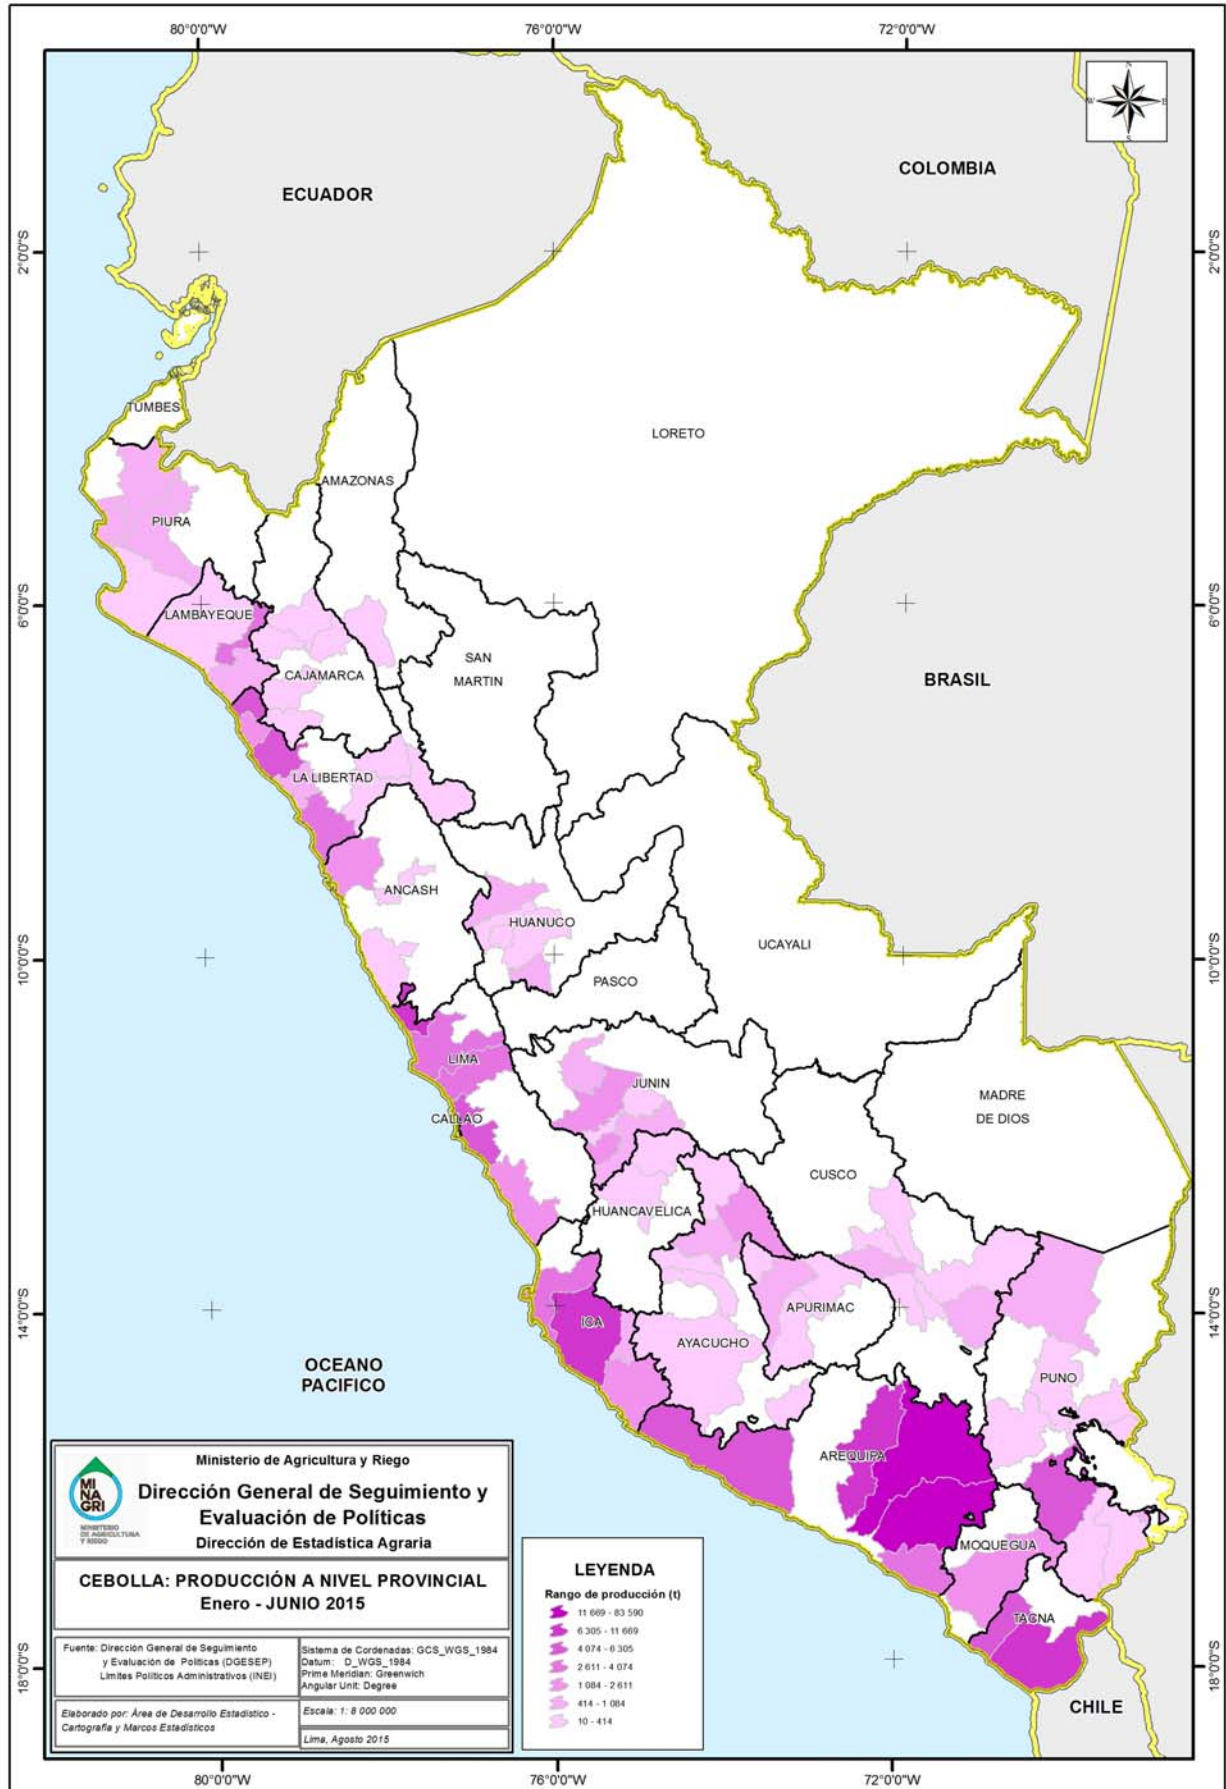 80°0'0"W
76°0'0"W
72°0'0"W
N
W
E
S
COLOMBIA
ECUADOR
2°0'0"S
2°0'0"S
TUMBES
LORETO
AMAZONAS
PIURA
6°0'0"S
6°0'0"S
LAMBAYEQUE
SAN
MARTIN
CAJAMARCA
BRASIL
LA LIBERTAD
ANCASH
HUANUCO
UCAYALI
10°0'0"S
10°0'0"S
PASCO
LIMA
JUNIN
MADRE
DE DIOS
CALLAO
CUSCO
HUANCAVELICA
14°0'0"S
14°0'0"S
ICA
APURIMAC
AYACUCHO
OCEANO
PACIFICO
PUNO
AREQUIPA
MOQUEGUA
TACNA
18°0'0"S
18°0'0"S
CHILE
MI
NA
GRI
MINISTERIO
DE AGRICULTURA
Y RIEGO
Ministerio de Agricultura y Riego
Dirección General de Seguimiento y
Evaluación de Políticas
Dirección de Estadística Agraria
CEBOLLA: PRODUCCIÓN A NIVEL PROVINCIAL
Enero - JUNIO 2015
Fuente: Dirección General de Seguimiento
y Evaluación de Políticas (DGESEP)
Limites Políticos Administrativos (INEI)
Sistema de Cordenadas: GCS_WGS_1984
Datum: D_WGS_1984
Prime Meridian: Greenwich
Angular Unit: Degree
Elaborado por: Área de Desarrollo Estadístico -
Cartografía y Marcos Estadísticos
Escala: 1: 8 000 000
Lima, Agosto 2015
LEYENDA
Rango de producción (t)
11 669 - 83 590
6 305 - 11 669
4 074 - 6 305
2 611 - 4 074
1 084 - 2 611
414 - 1 084
10 - 414
80°0'0"W
76°0'0"W
72°0'0"W